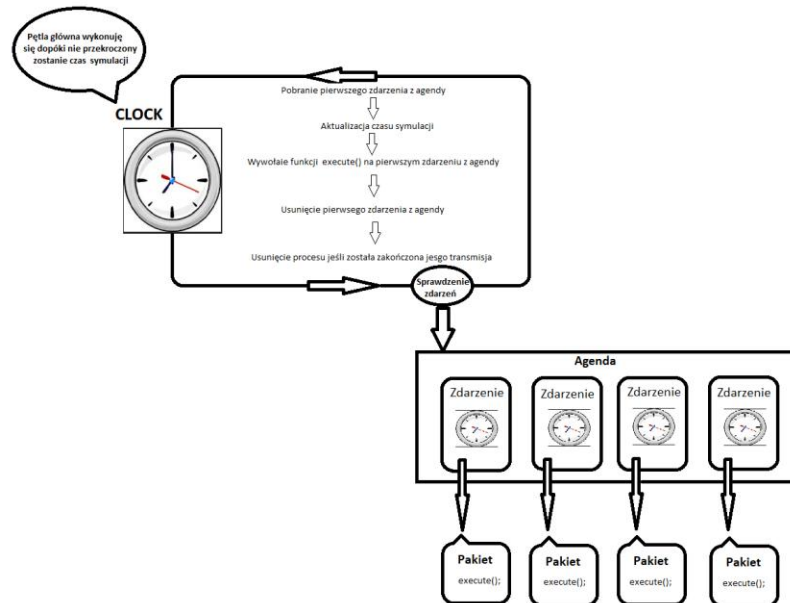 Pętla główna wykonuję
się dopóki nie przekroczony
zostanie czas symulacji
CLOCK
Pobranie pierwszego zdarzenia z agendy
Aktualizacja czasu symulacji
Wywołaie funkcji execute() na pierwszym zdarzeniu z agendy
Usunięcie pierwsego zdarzenia z agendy
Usunięcie procesu jeśli została zakończona jesgo transmisja
Sprawdzenie
zdarzeń
Agenda
Zdarzenie
Zdarzenie
Zdarzenie
Zdarzenie
Pakiet
execute();
Pakiet
execute();
Pakiet
execute();
Pakiet
execute();